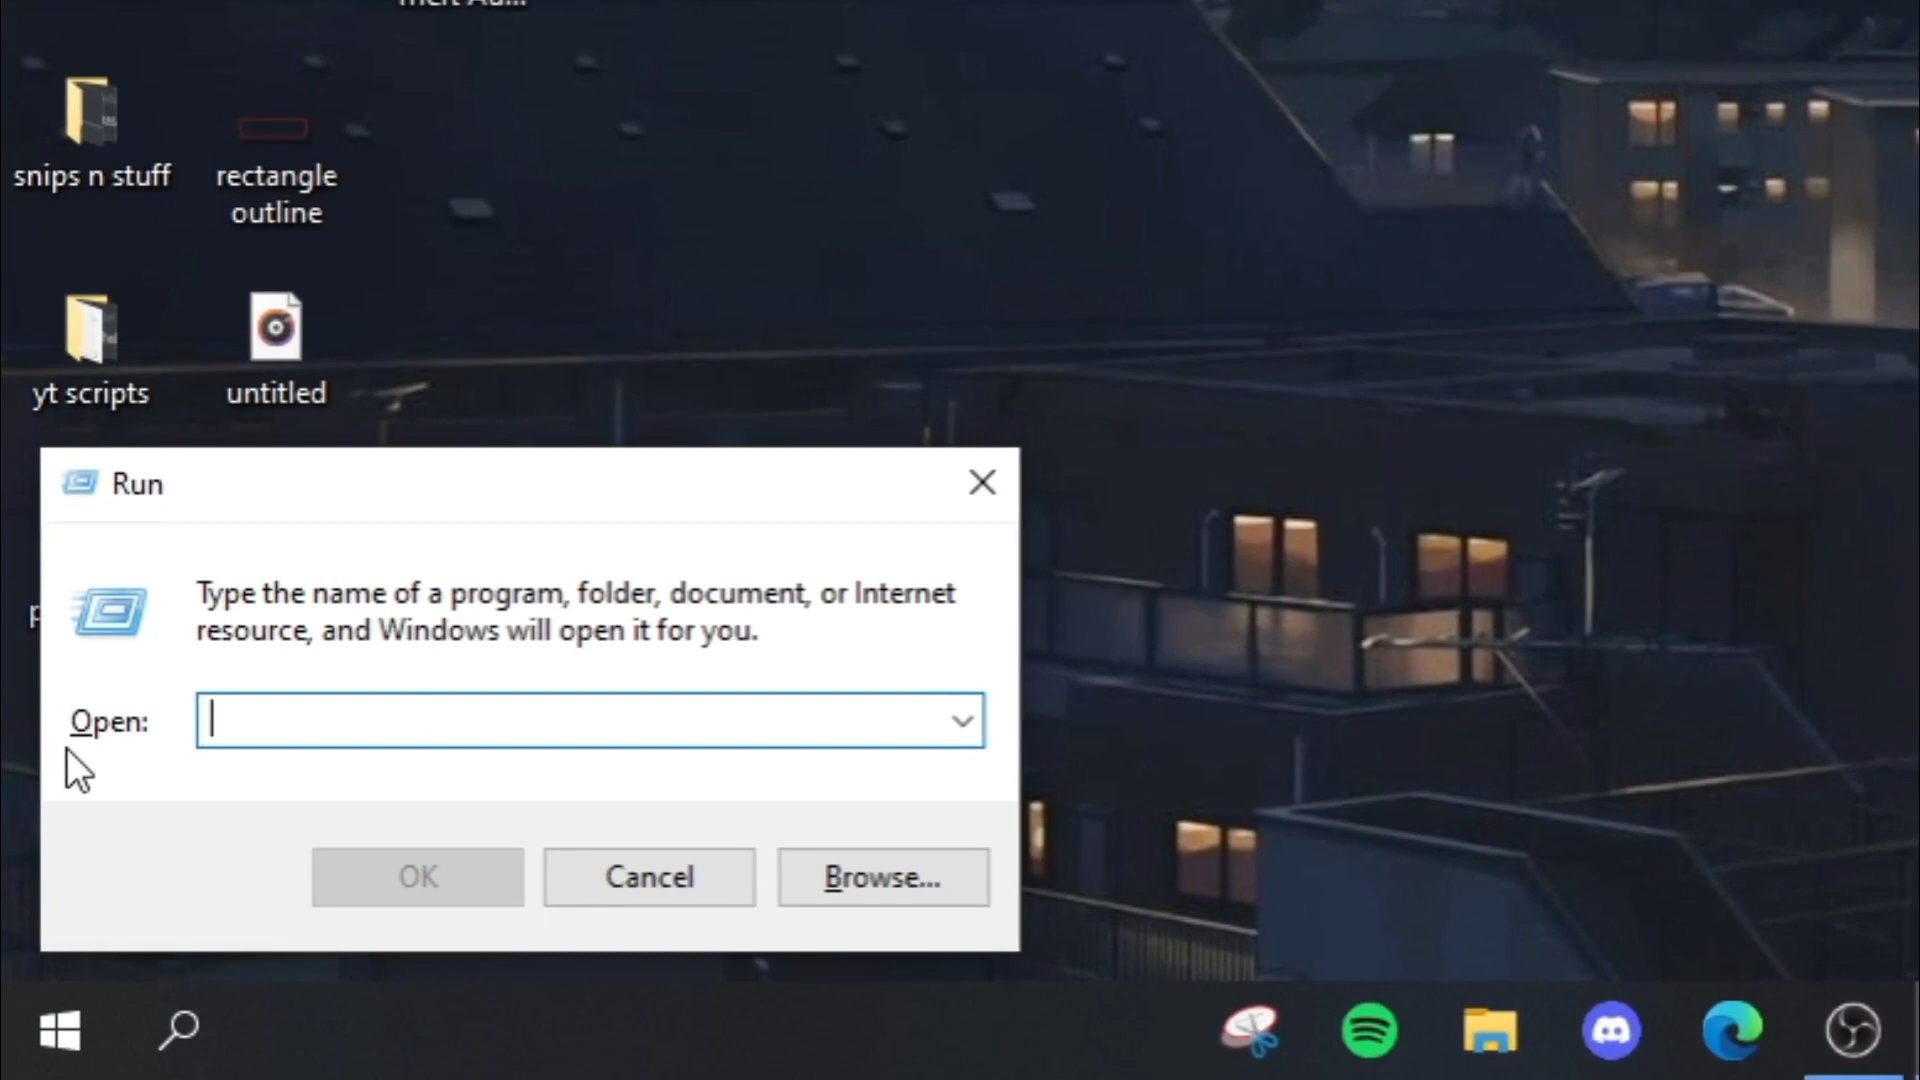 snips n stuff
rectangle
outline
yt scripts
untitled
Run
Type the name of a program, folder, document, or Internet
resource, and Windows will open it for you.
Open:
OK
Cancel
Browse...